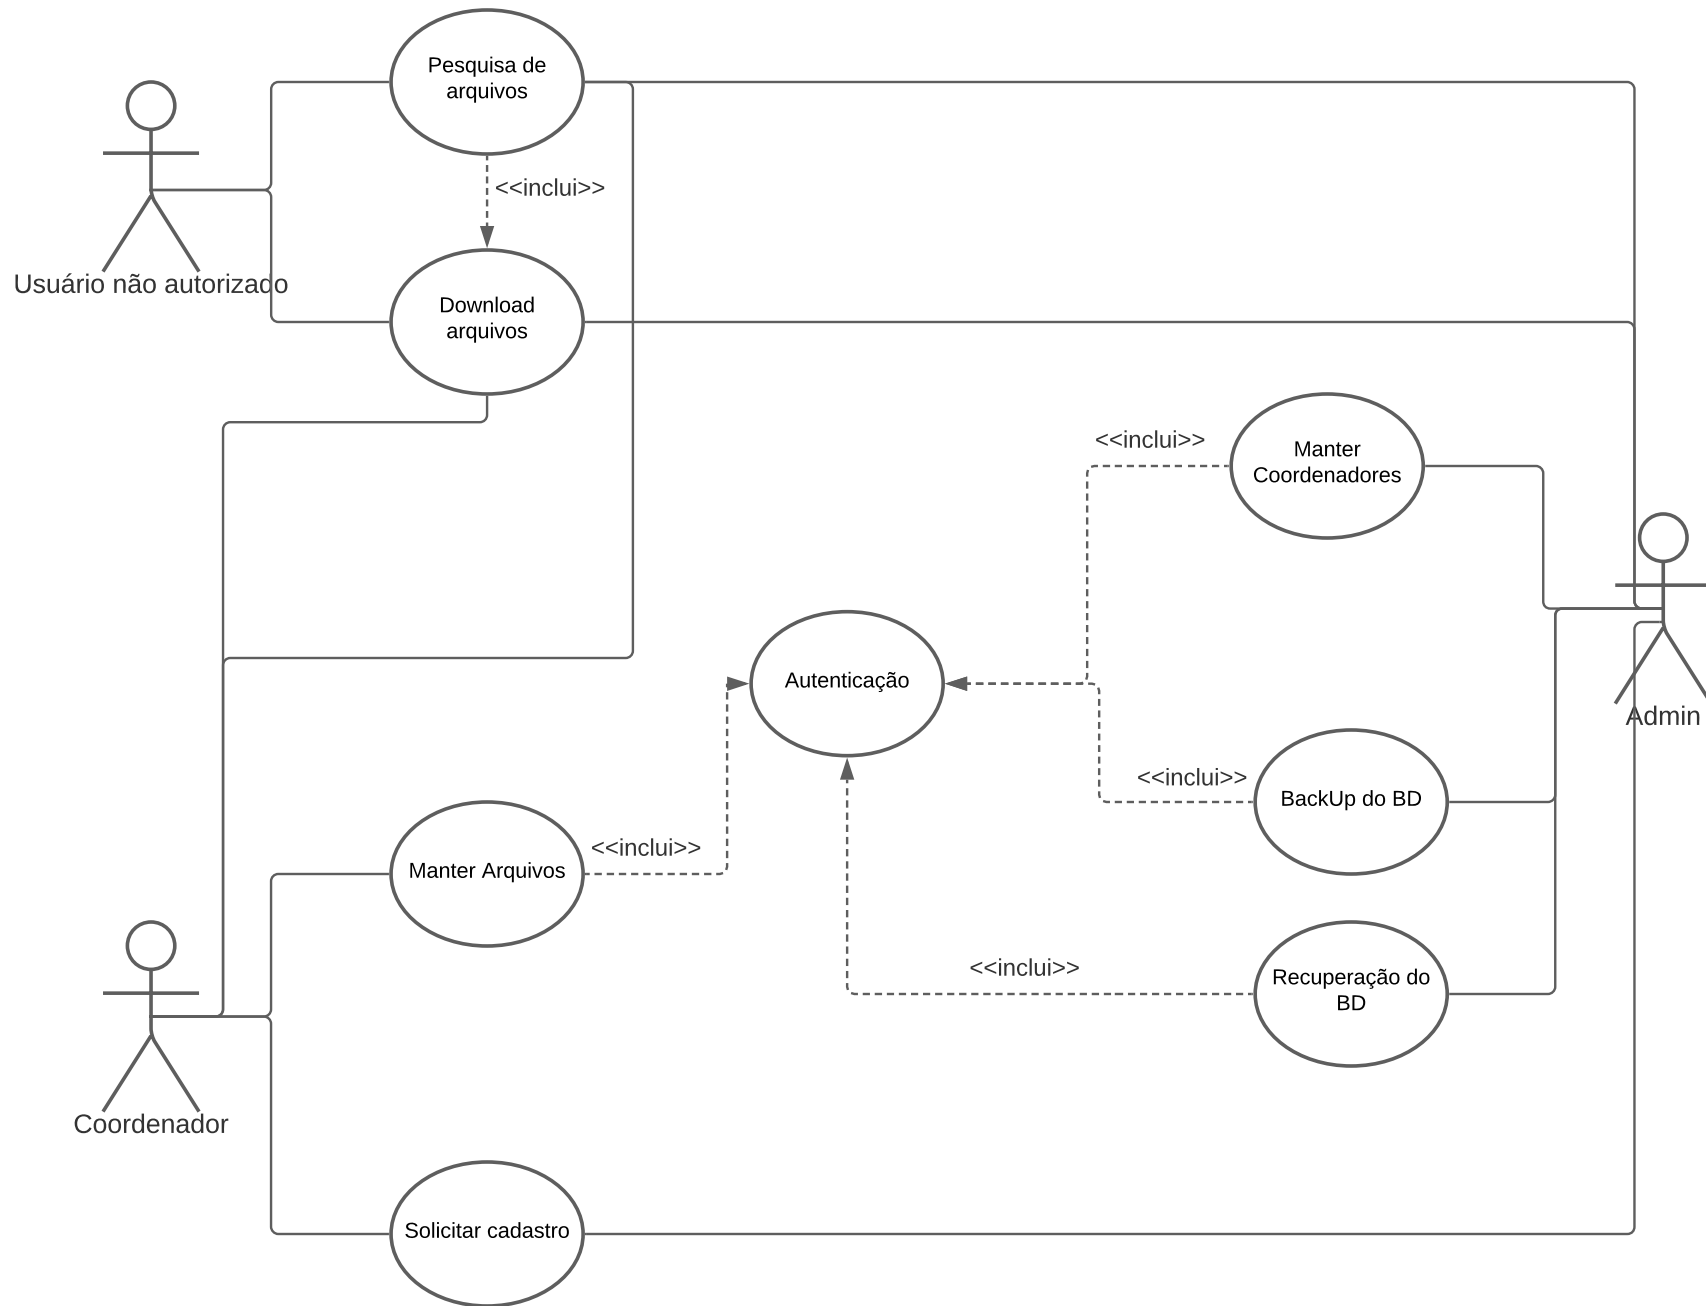 Pesquisa de
arquivos
<<inclui>>
Usuário não autorizado
Download
arquivos
<<inclui>>
Manter
Coordenadores
Autenticação
Admin
<<inclui>>
BackUp do BD
<<inclui>>
Manter Arquivos
<<inclui>>
Recuperação do
BD
Coordenador
Solicitar cadastro